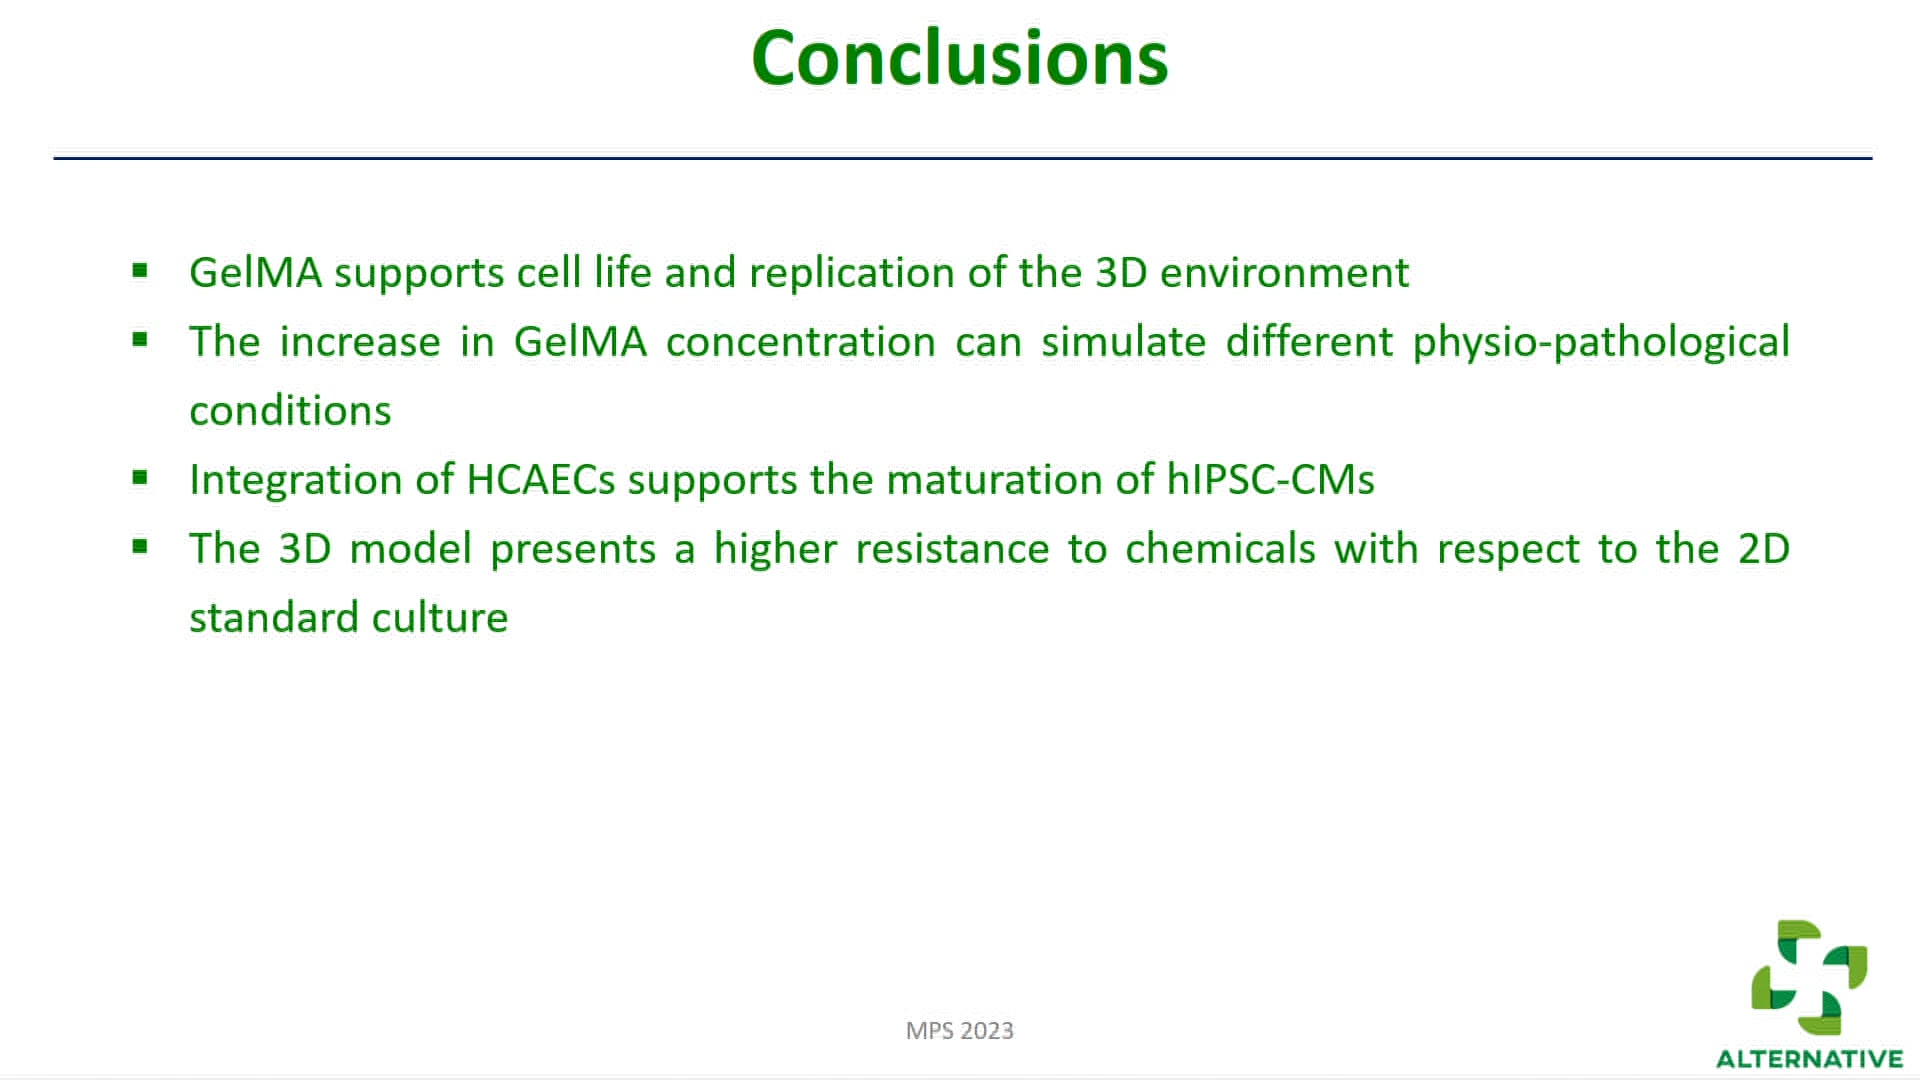 Conclusions
▪ GelMA supports cell life and replication of the 3D environment
▪ The increase in GelMA concentration can simulate different physio-pathological
conditions
▪ Integration of HCAECs supports the maturation of hIPSC-CMs
▪ The 3D model presents a higher resistance to chemicals with respect to the 2D
standard culture
MPS 2023
ALTERNATIVE